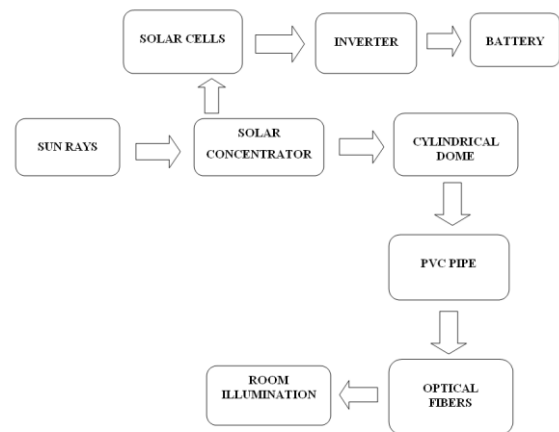 SOLAR CELLS
INVERTER
BATTERY
SUN RAYS
SOLAR
CONCENTRATOR
CYLINDRICAL
DOME
PVC PIPE
ROOM
ILLUMINATION
OPTICAL
FIBERS